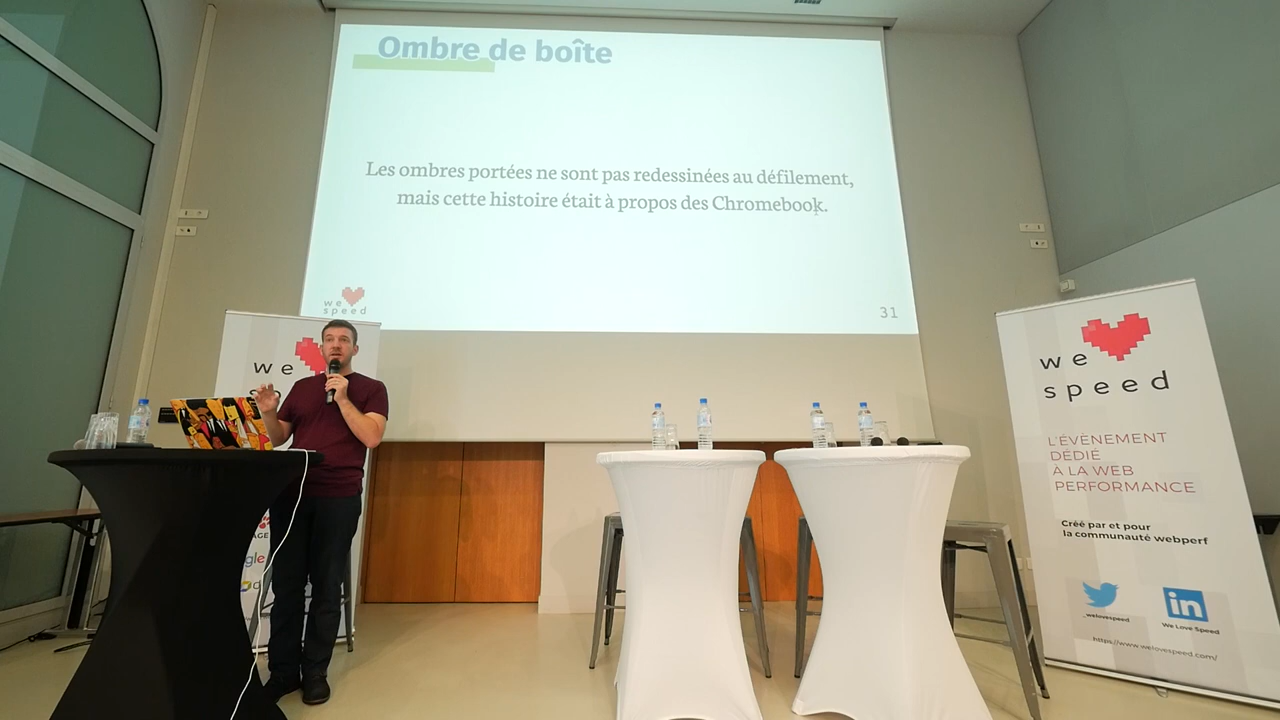 Ombre de boîte
Les ombres portées ne sont pas redessinées au défilement,
mais cette histoire était à propos des Chromebook.
we
speed
31
we
we
speed
L'ÉVÉNEMENT
DÉDIÉ
À LA WEB
PERFORMANCE
Créé par et pour
la communauté webperf
_welovespeed
We Love Speed
https://www.welovespeed.com/